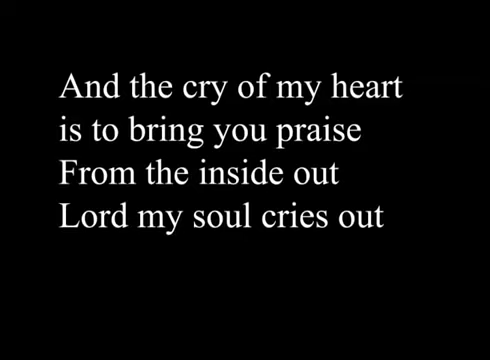 And the cry of my heart
is to bring you praise
From the inside out
Lord my soul cries out